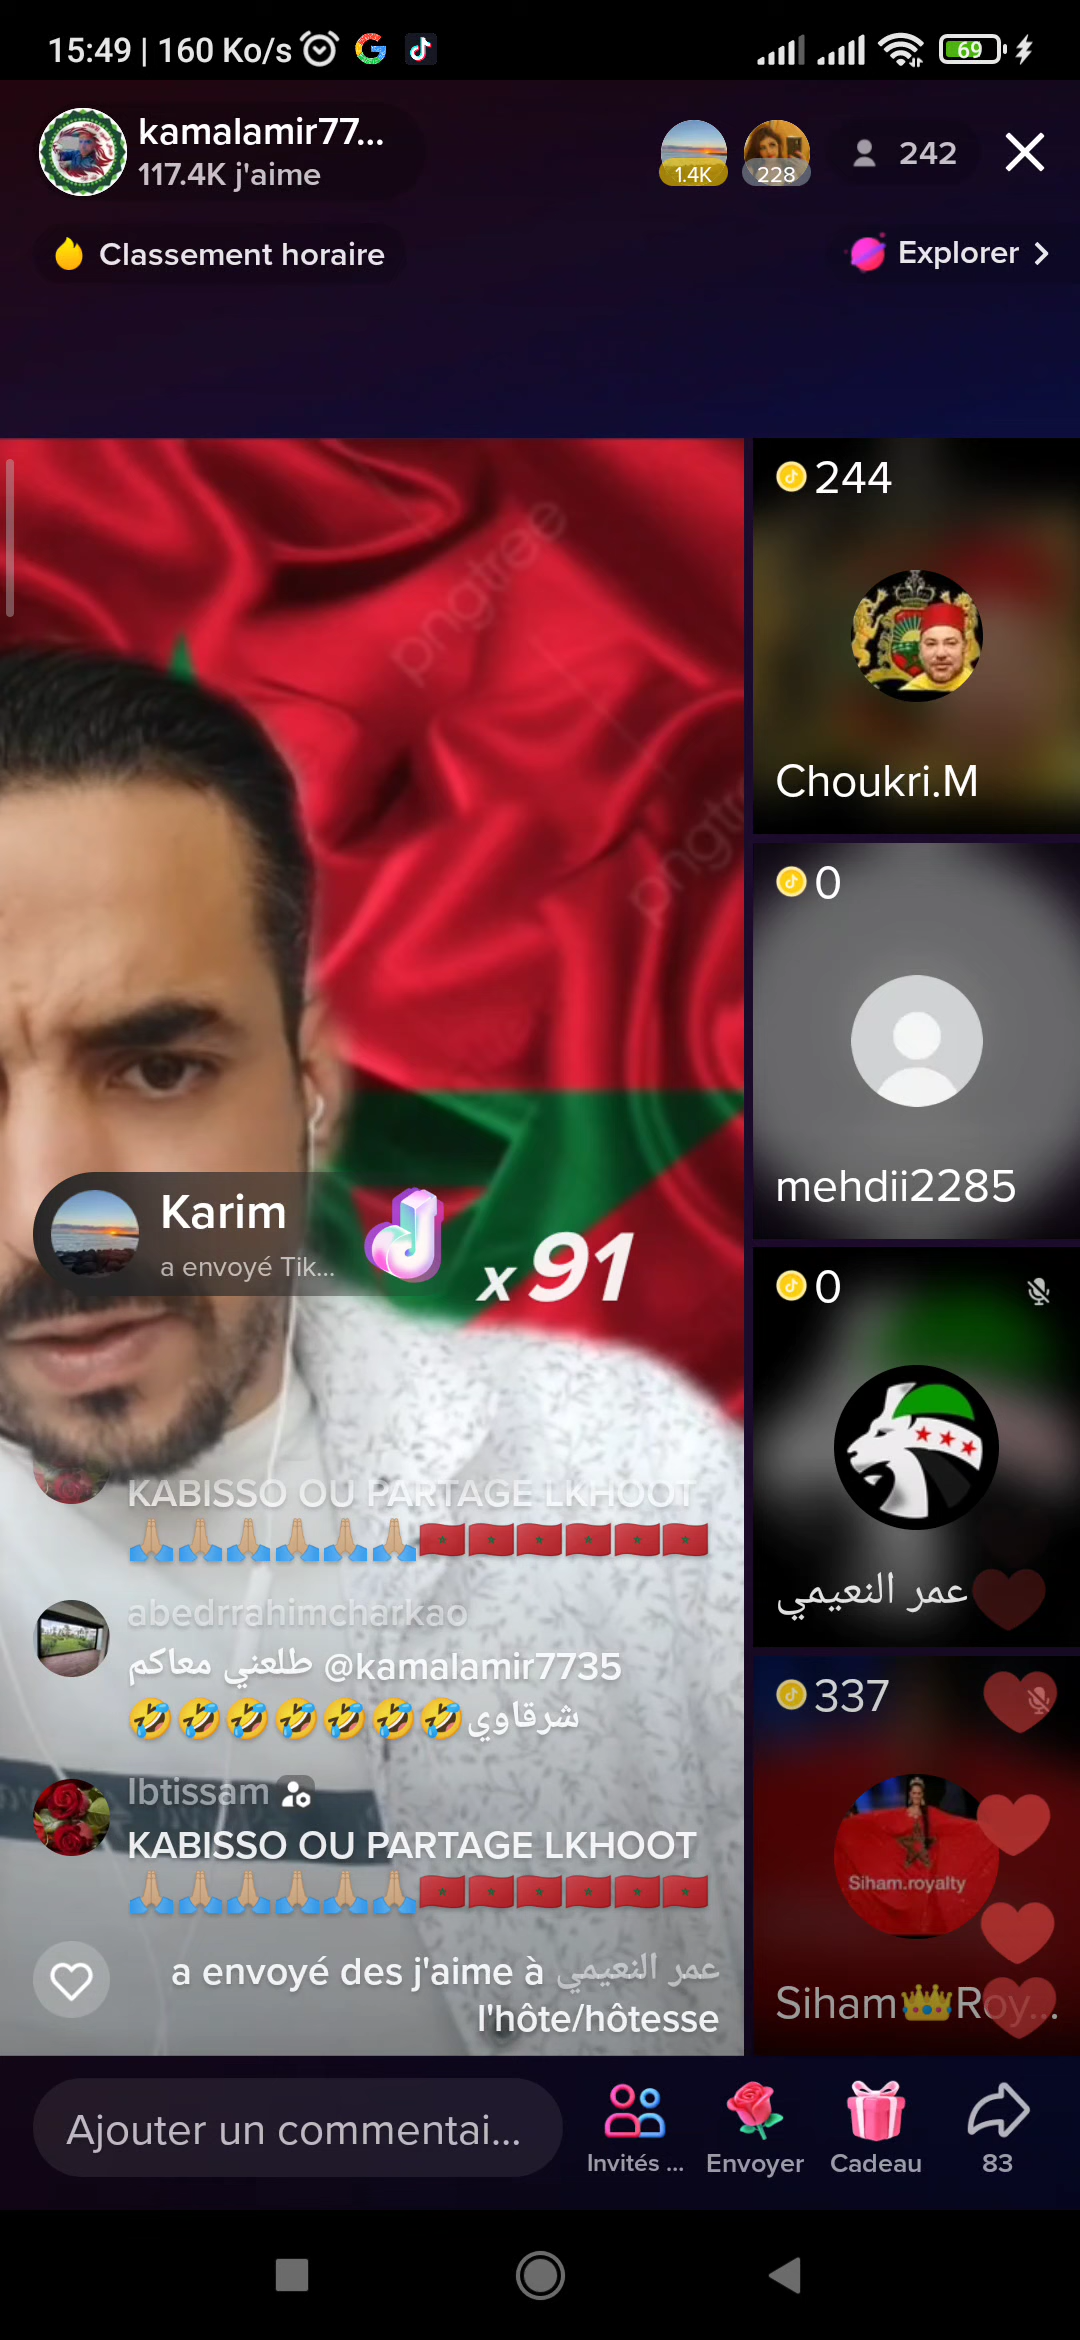 15:49 | 160 Ko/s
69
kamalamir77...
117.4K j'aime
1.4K
228
242
Classement horaire
Explorer
pngtree
244
Choukri.M
0
mehdii2285
Karim
a envoyé Tik...
x 91
0
عمر النعيمي
KABISSO OU PARTAGE LKHOOT
abedrrahimcharkao
طلعني معاكم @kamalamir7735
شرقاوي🤣🤣🤣🤣🤣🤣🤣
337
Siham.royalty
Siham👑Roy...
Ibtissam
KABISSO OU PARTAGE LKHOOT
🙏🏼🙏🏼🙏🏼🙏🏼🙏🏼🙏🏼🇲🇦🇲🇦🇲🇦🇲🇦🇲🇦🇲🇦
عمر النعيمي a envoyé des j'aime à
l'hôte/hôtesse
Ajouter un commentai...
Invités ...
Envoyer
Cadeau
83